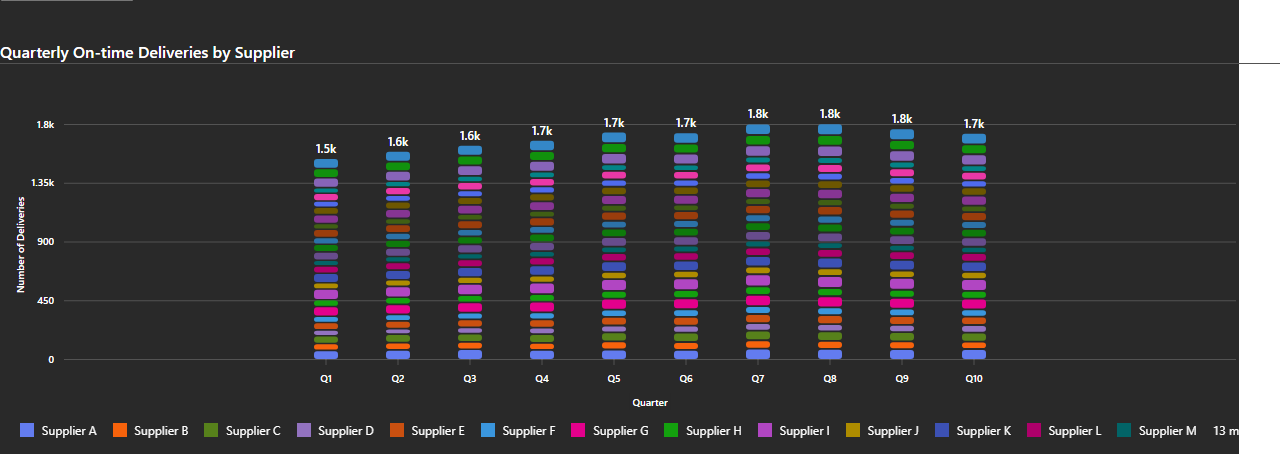 Quarterly On-time Deliveries by Supplier
1.5k 1.6k 1.6k 1.7k 1.7k 1.7k 1.8k 1.8k 1.8k 1.7k
1.8k
1.35k
900
450
0
Number of Deliveries
Q1 Q2 Q3 Q4 Q5 Q6 Q7 Q8 Q9 Q10
Quarter
Supplier A Supplier B Supplier C Supplier D Supplier E Supplier F Supplier G Supplier H Supplier I Supplier J Supplier K Supplier L Supplier M 13 m